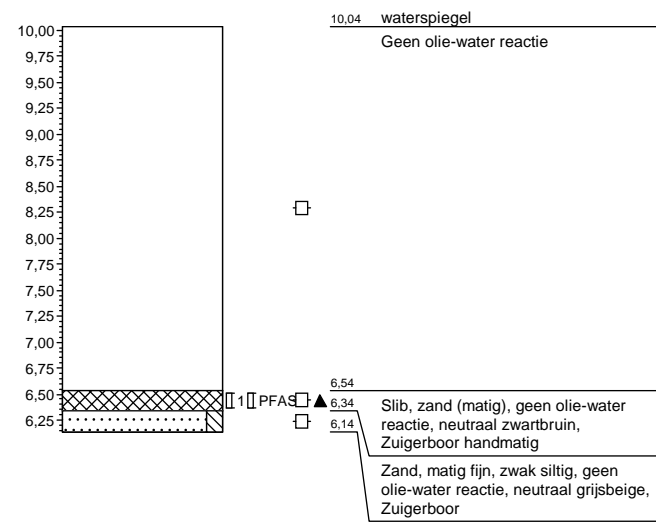 10,04 waterspiegel
10,00
Geen olie-water reactie
9,75
9,50
9,25
9,00
8,75
8,50
8,25
8,00
7,75
7,50
7,25
7,00
6,75
6,54
6,50
1 PFAS
6,34
Slib, zand (matig), geen olie-water
reactie, neutraal zwartbruin,
Zuigerboor handmatig
6,25
6,14
Zand, matig fijn, zwak siltig, geen
olie-water reactie, neutraal grijsbeige,
Zuigerboor